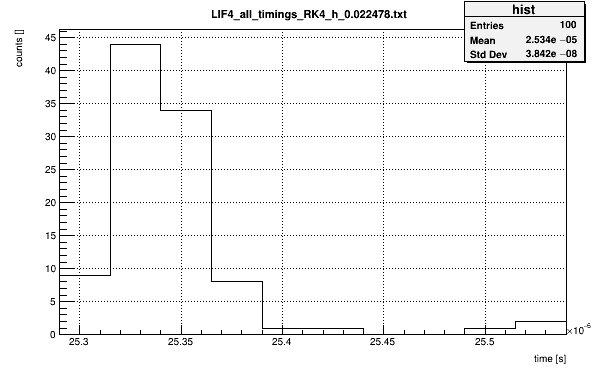 LIF4_all_timings_RK4_h_0.022478.txt
hist
Entries 100
Mean 2.534e −05
Std Dev 3.842e −08
counts []
45
40
35
30
25
20
15
10
5
0
25.3 25.35 25.4 25.45 25.5
×10⁻⁶
time [s]